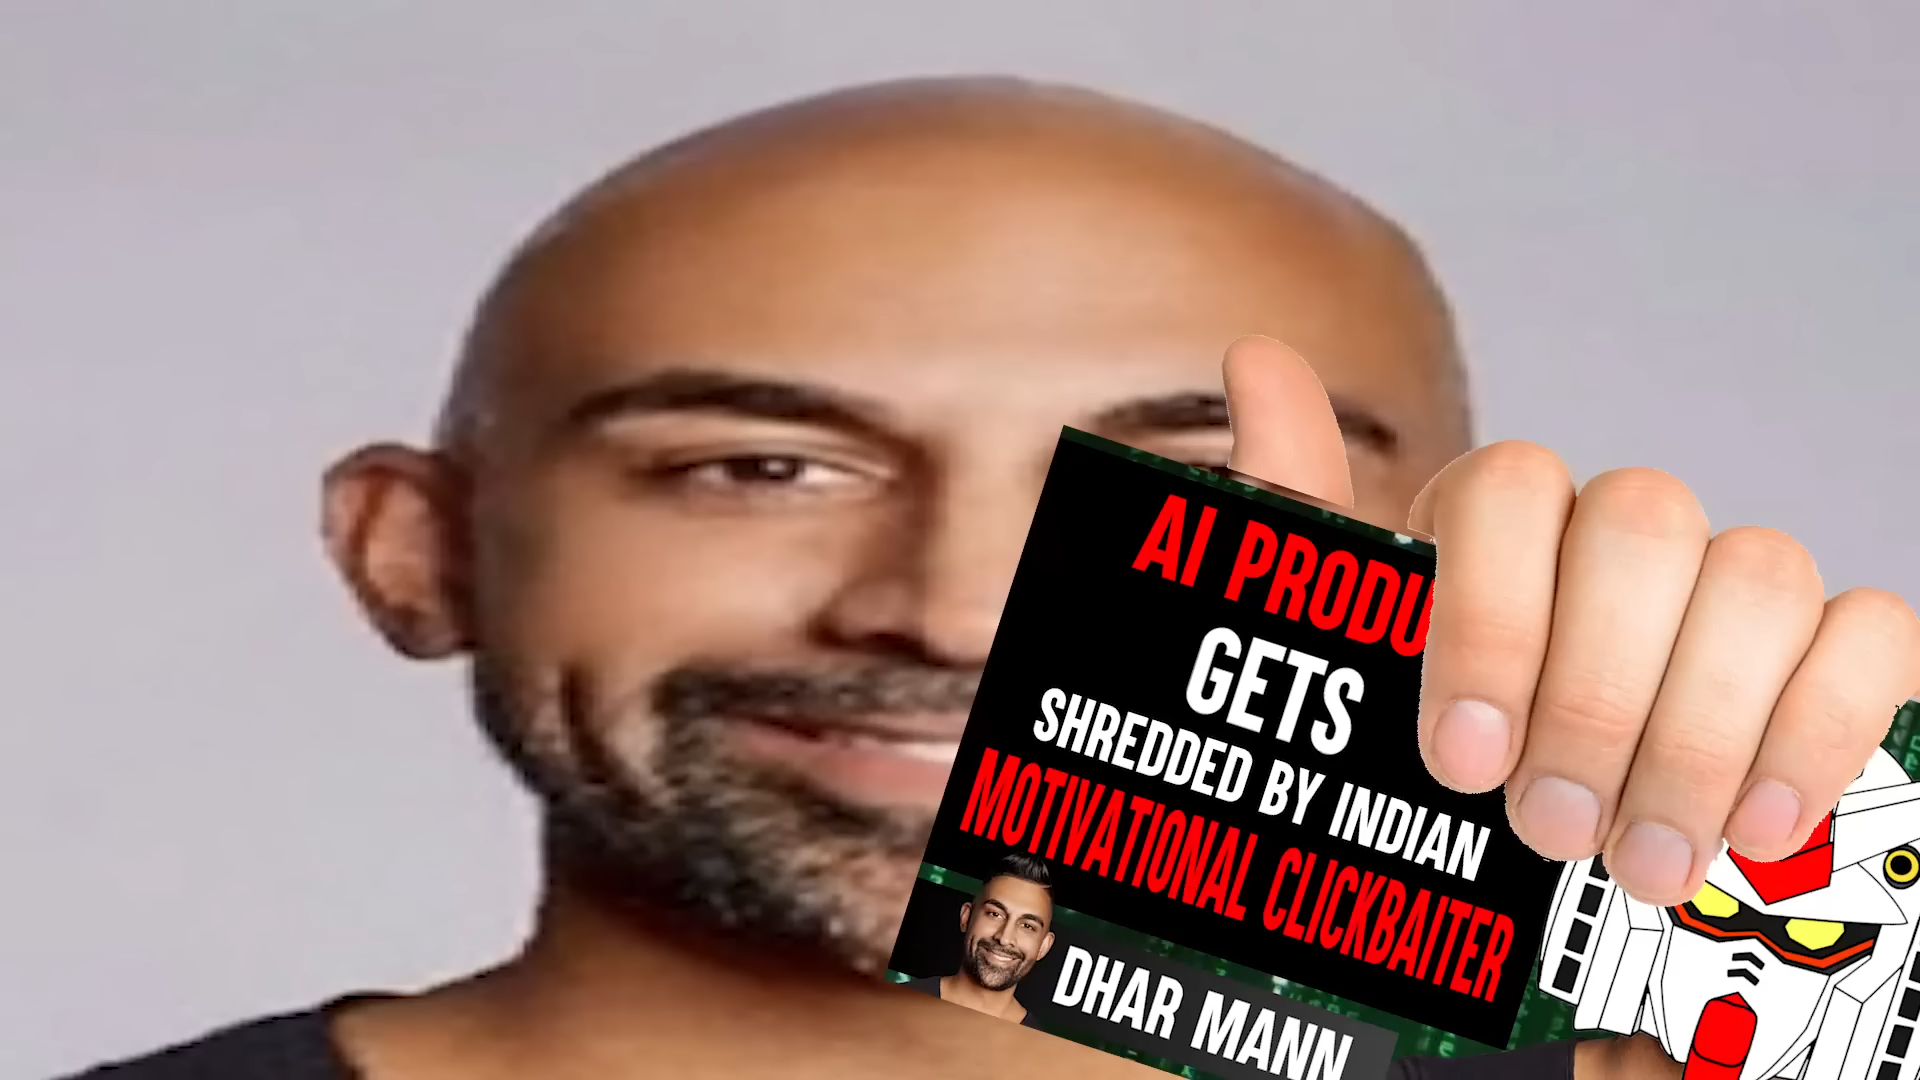 AI PRODU
GETS
SHREDDED BY INDIAN
MOTIVATIONAL CLICKBAITER
DHAR MANN